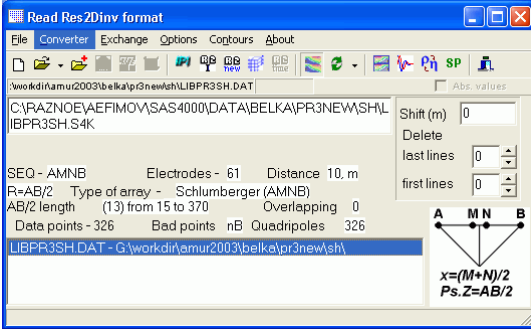 Read Res2Dinv format
File Converter Exchange Options Contours About
IPI new SP
:\workdir\amur2003\belka\pr3new\sh\LIBPR3SH.DAT Abs. values
C:\RAZNOE\AEFIMOV\SAS4000\DATA\BELKA\PR3NEW\SH\L
IBPR3SH.S4K
Shift (m) 0
Delete
last lines 0
first lines 0
SEQ - AMNB Electrodes - 61 Distance 10, m
R=AB/2 Type of array - Schlumberger (AMNB)
AB/2 length (13) from 15 to 370 Overlapping 0
Data points - 326 Bad points nB Quadripoles 326
A M N B
x=(M+N)/2
Ps.Z=AB/2
LIBPR3SH.DAT - G:\workdir\amur2003\belka\pr3new\sh\